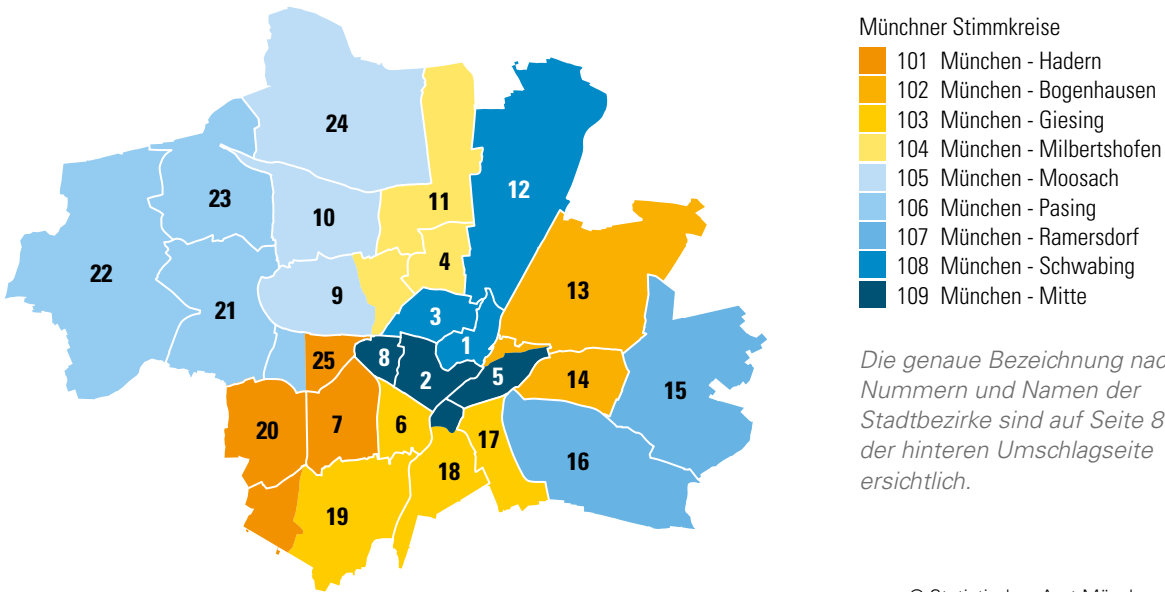 Münchner Stimmkreise
101 München - Hadern
102 München - Bogenhausen
103 München - Giesing
104 München - Milbertshofen
105 München - Moosach
106 München - Pasing
107 München - Ramersdorf
108 München - Schwabing
109 München - Mitte
Die genaue Bezeichnung
Nummern und Namen der
Stadtbezirke sind auf Seite 8
der hinteren Umschlagseite
ersichtlich.
24
12
23
11
10
4
22
13
9
21
3
1
25
8
5
2
14
15
20
7
6
17
16
18
19